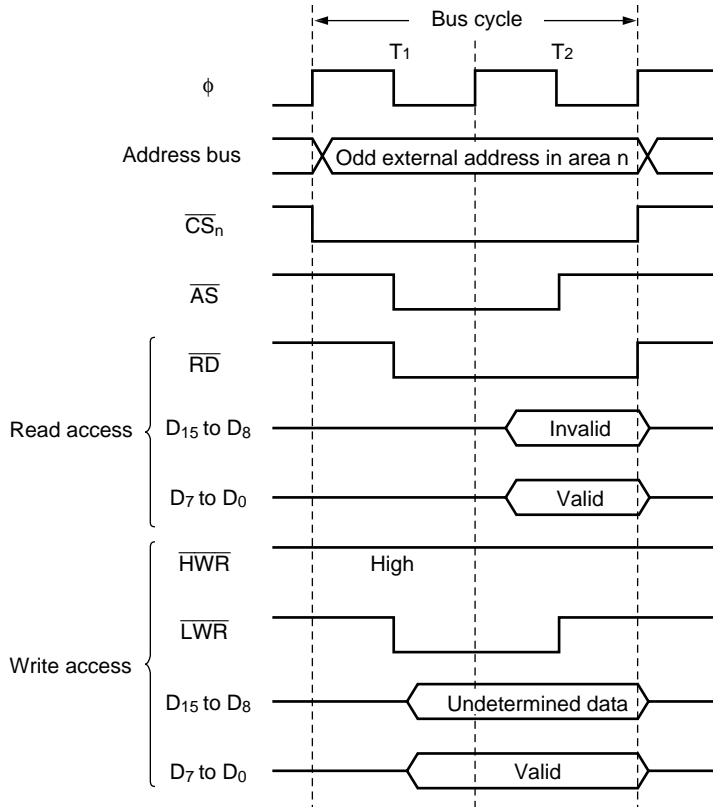 Bus cycle
T1 T2
φ
Address bus Odd external address in area n
CSn
AS
RD
Read access D15 to D8 Invalid
D7 to D0 Valid
HWR High
LWR
Write access
D15 to D8 Undetermined data
D7 to D0 Valid